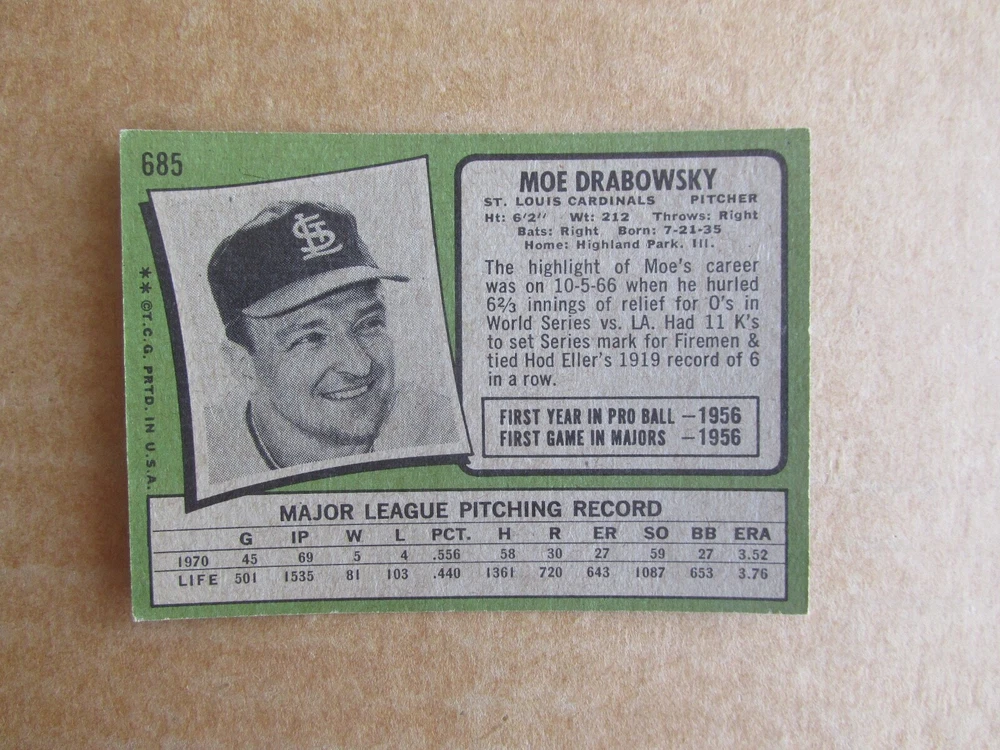 685
StL
** ©T.C.G. PRTD. IN U.S.A.
MOE DRABOWSKY
ST. LOUIS CARDINALS PITCHER
Ht: 6'2" Wt: 212 Throws: Right
Bats: Right Born: 7-21-35
Home: Highland Park, Ill.
The highlight of Moe's career
was on 10-5-66 when he hurled
6⅔ innings of relief for O's in
World Series vs. LA. Had 11 K's
to set Series mark for Firemen &
tied Hod Eller's 1919 record of 6
in a row.
FIRST YEAR IN PRO BALL —1956
FIRST GAME IN MAJORS —1956
MAJOR LEAGUE PITCHING RECORD
G IP W L PCT. H R ER SO BB ERA
1970 45 69 5 4 .556 58 30 27 59 27 3.52
LIFE 501 1535 81 103 .440 1361 720 643 1087 653 3.76